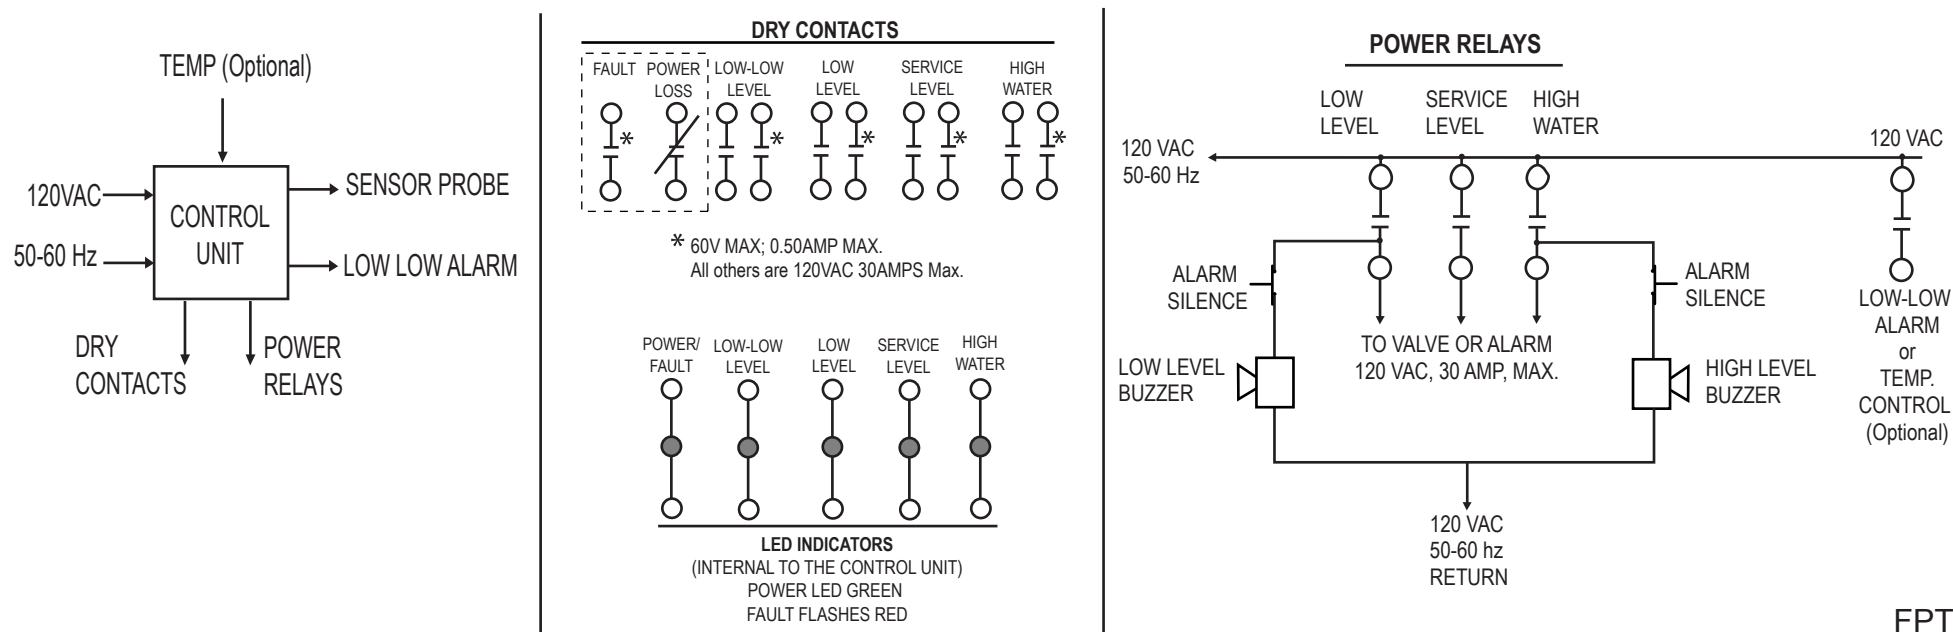 TEMP (Optional)
120VAC
50-60 Hz
CONTROL
UNIT
SENSOR PROBE
LOW LOW ALARM
DRY
CONTACTS
POWER
RELAYS
DRY CONTACTS
FAULT
POWER
LOSS
LOW-LOW
LEVEL
LOW
LEVEL
SERVICE
LEVEL
HIGH
WATER
* * * * *
* 60V MAX; 0.50AMP MAX.
All others are 120VAC 30AMPS Max.
POWER/
FAULT
LOW-LOW
LEVEL
LOW
LEVEL
SERVICE
LEVEL
HIGH
WATER
LED INDICATORS
(INTERNAL TO THE CONTROL UNIT)
POWER LED GREEN
FAULT FLASHES RED
POWER RELAYS
LOW
LEVEL
SERVICE
LEVEL
HIGH
WATER
120 VAC
50-60 Hz
120 VAC
ALARM
SILENCE
ALARM
SILENCE
LOW LEVEL
BUZZER
TO VALVE OR ALARM
120 VAC, 30 AMP, MAX.
HIGH LEVEL
BUZZER
LOW-LOW
ALARM
or
TEMP.
CONTROL
(Optional)
120 VAC
50-60 hz
RETURN
FPT